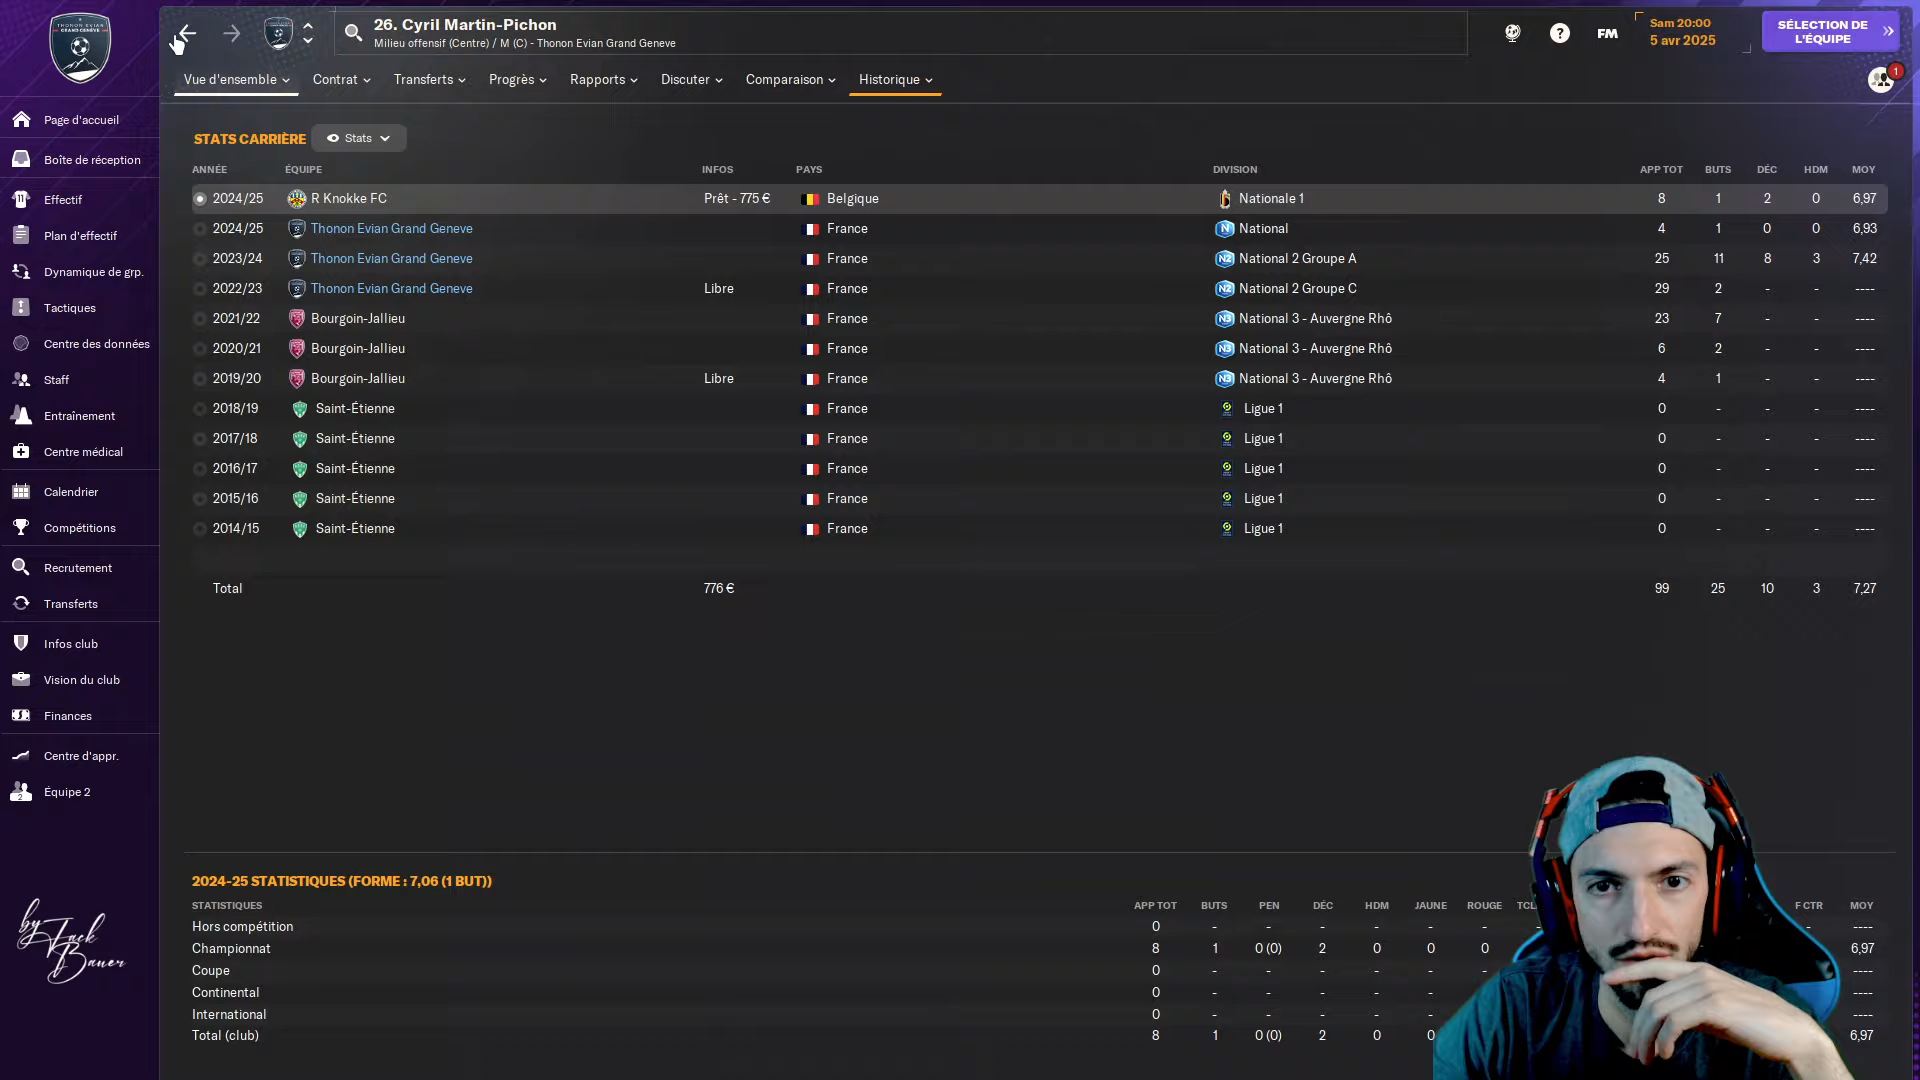 THONON EVIAN
GRAND GENÈVE
26. Cyril Martin-Pichon
Milieu offensif (Centre) / M (C) - Thonon Evian Grand Geneve
FM
Sam 20:00
5 avr 2025
SÉLECTION DE L'ÉQUIPE
1
Vue d'ensemble
Contrat
Transferts
Progrès
Rapports
Discuter
Comparaison
Historique
Page d'accueil
Boîte de réception
Effectif
Plan d'effectif
Dynamique de grp.
Tactiques
Centre des données
Staff
Entraînement
Centre médical
Calendrier
Compétitions
Recrutement
Transferts
Infos club
Vision du club
Finances
Centre d'appr.
Équipe 2
by Jack Bauer
STATS CARRIÈRE Stats
ANNÉE ÉQUIPE INFOS PAYS DIVISION APP TOT BUTS DÉC HDM MOY
2024/25 R Knokke FC Prêt - 775 € Belgique Nationale 1 8 1 2 0 6,97
2024/25 Thonon Evian Grand Geneve France National 4 1 0 0 6,93
2023/24 Thonon Evian Grand Geneve France National 2 Groupe A 25 11 8 3 7,42
2022/23 Thonon Evian Grand Geneve Libre France National 2 Groupe C 29 2 - - ----
2021/22 Bourgoin-Jallieu France National 3 - Auvergne Rhô 23 7 - - ----
2020/21 Bourgoin-Jallieu France National 3 - Auvergne Rhô 6 2 - - ----
2019/20 Bourgoin-Jallieu Libre France National 3 - Auvergne Rhô 4 1 - - ----
2018/19 Saint-Étienne France Ligue 1 0 - - - ----
2017/18 Saint-Étienne France Ligue 1 0 - - - ----
2016/17 Saint-Étienne France Ligue 1 0 - - - ----
2015/16 Saint-Étienne France Ligue 1 0 - - - ----
2014/15 Saint-Étienne France Ligue 1 0 - - - ----
Total 776 € 99 25 10 3 7,27
2024-25 STATISTIQUES (FORME : 7,06 (1 BUT))
STATISTIQUES APP TOT BUTS PEN DÉC HDM JAUNE ROUGE TCL F CTR MOY
Hors compétition 0 - - - - - - - - ----
Championnat 8 1 0 (0) 2 0 0 0 6,97
Coupe 0 - - - - - ----
Continental 0 - - - - - ----
International 0 - - - - - ----
Total (club) 8 1 0 (0) 2 0 0 6,97